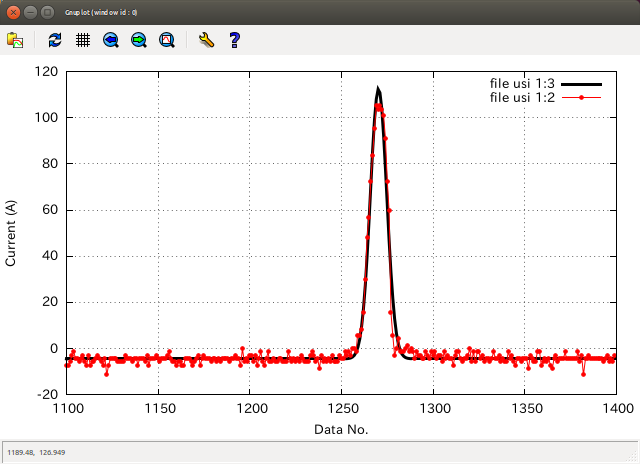 Gnuplot (window id : 0)
file usi 1:3
file usi 1:2
120
100
80
60
40
20
0
-20
Current (A)
1100 1150 1200 1250 1300 1350 1400
Data No.
1189.48, 126.949